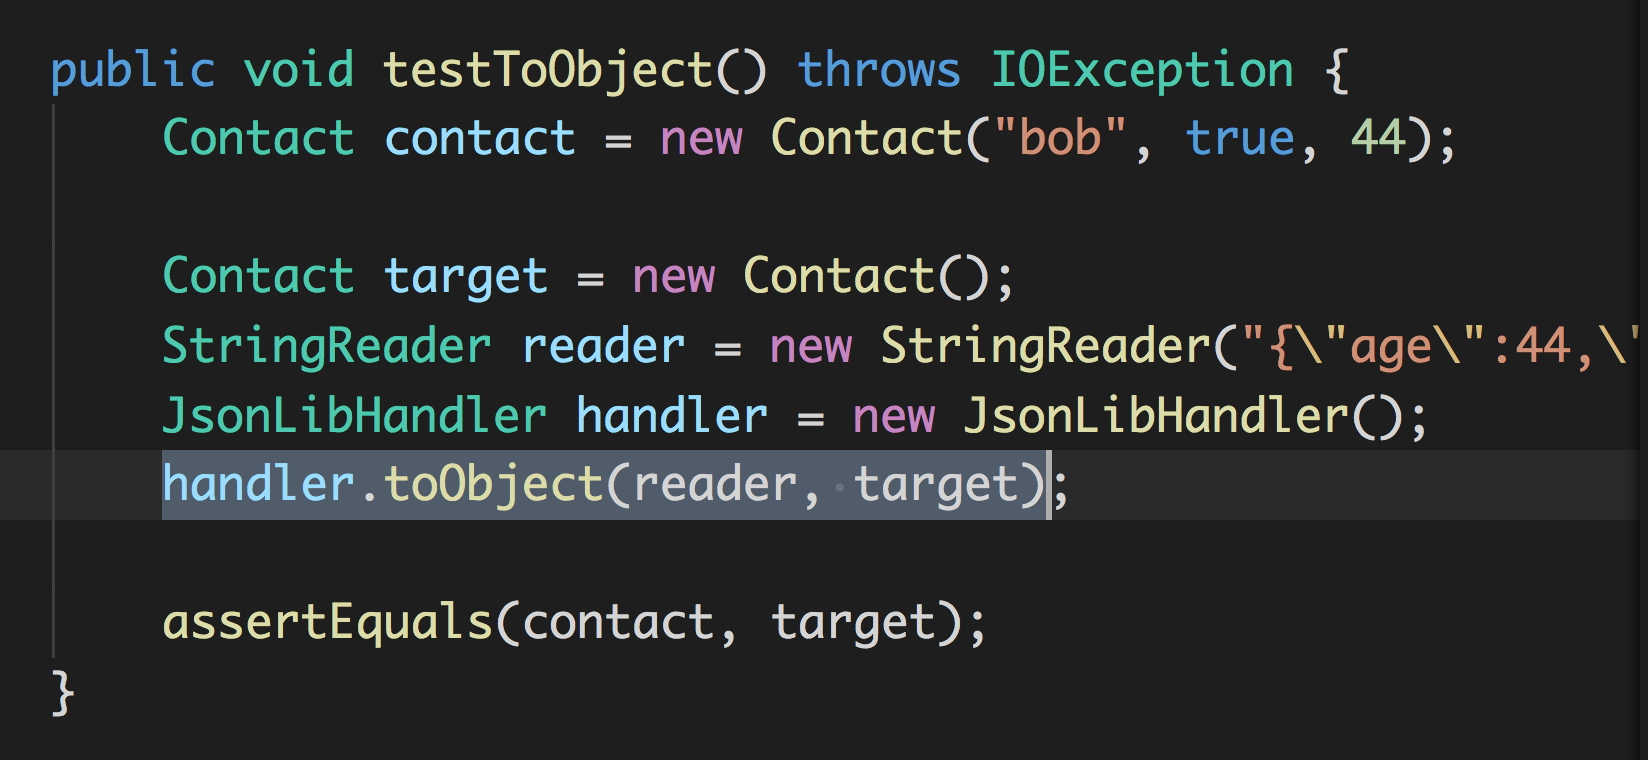 public void testToObject() throws IOException {
Contact contact = new Contact("bob", true, 44);
Contact target = new Contact();
StringReader reader = new StringReader("{\"age\":44,\"
JsonLibHandler handler = new JsonLibHandler();
handler.toObject(reader, target);
assertEquals(contact, target);
}